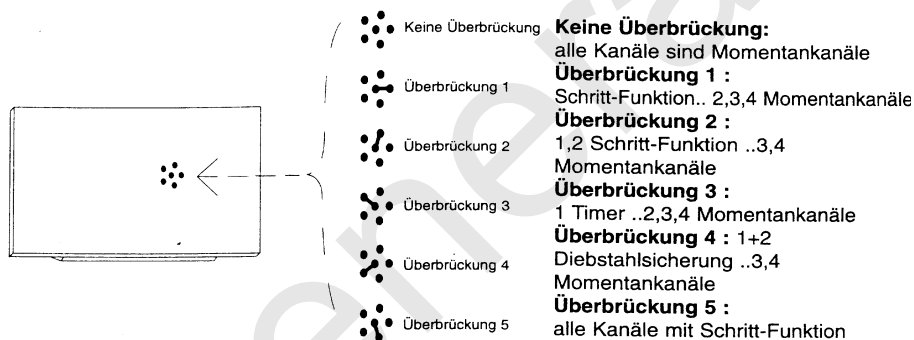 Keine Überbrückung
Überbrückung 1
Überbrückung 2
Überbrückung 3
Überbrückung 4
Überbrückung 5
Keine Überbrückung:
alle Kanäle sind Momentankanäle
Überbrückung 1 :
Schritt-Funktion.. 2,3,4 Momentankanäle
Überbrückung 2 :
1,2 Schritt-Funktion ..3,4
Momentankanäle
Überbrückung 3 :
1 Timer ..2,3,4 Momentankanäle
Überbrückung 4 : 1+2
Diebstahlsicherung ..3,4
Momentankanäle
Überbrückung 5 :
alle Kanäle mit Schritt-Funktion